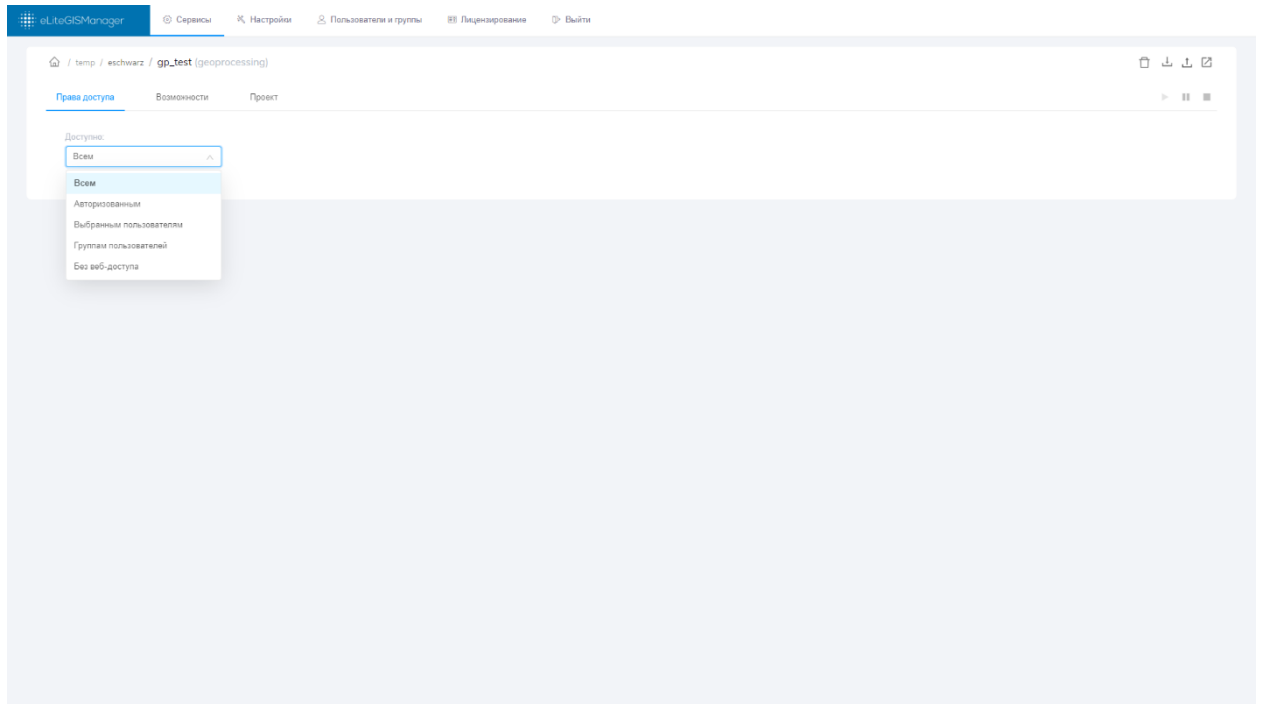 eLiteGISManager Сервисы Настройки Пользователи и группы Лицензирование Выйти
/ temp / eschwarz / gp_test (geoprocessing)
Права доступа Возможности Проект
Доступно:
Всем
Всем
Авторизованным
Выбранным пользователям
Группам пользователей
Без веб-доступа